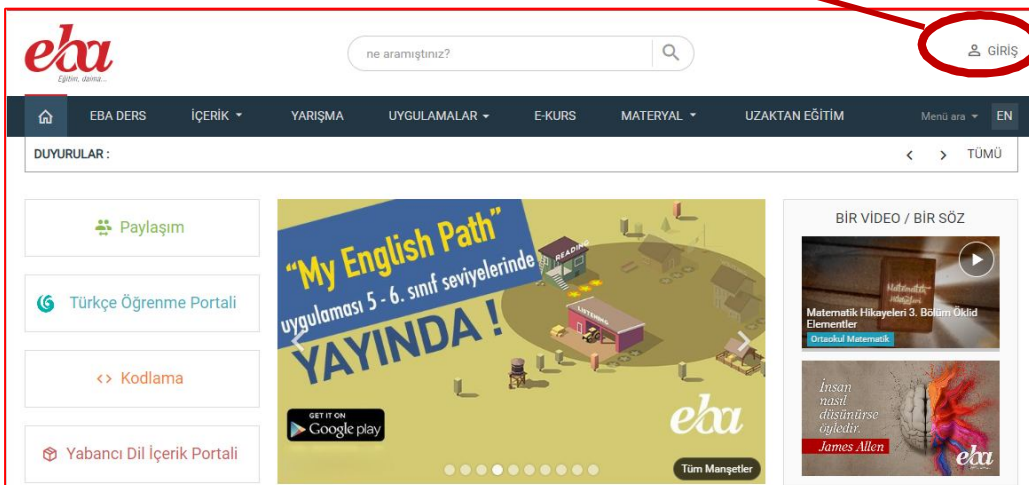 eba
Eğitim, daima...
ne aramıştınız?
GİRİŞ
EBA DERS
İÇERİK
YARIŞMA
UYGULAMALAR
E-KURS
MATERYAL
UZAKTAN EĞİTİM
Menü ara
EN
DUYURULAR :
TÜMÜ
Paylaşım
Türkçe Öğrenme Portali
<> Kodlama
Yabancı Dil İçerik Portali
"My English Path"
uygulaması 5 - 6. sınıf seviyelerinde
YAYINDA !
READING
LISTENING
GET IT ON
Google play
eba
Tüm Manşetler
BİR VİDEO / BİR SÖZ
Matematik
Hikayeleri
Matematik Hikayeleri 3. Bölüm Öklid
Elementler
Ortaokul Matematik
İnsan
nasıl
düşünürse
öyledir.
James Allen
eba